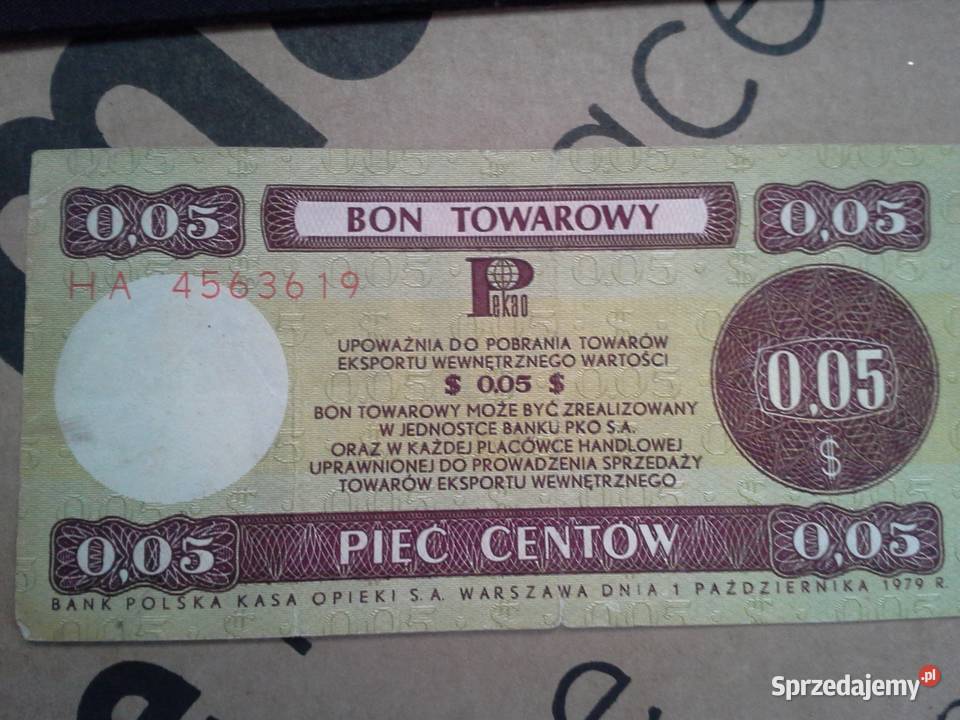 0,05 BON TOWAROWY 0,05
HA 4563619
Pekao
UPOWAŻNIA DO POBRANIA TOWARÓW
EKSPORTU WEWNĘTRZNEGO WARTOŚCI
$ 0.05 $
BON TOWAROWY MOŻE BYĆ ZREALIZOWANY
W JEDNOSTCE BANKU PKO S.A.
ORAZ W KAŻDEJ PLACÓWCE HANDLOWEJ
UPRAWNIONEJ DO PROWADZENIA SPRZEDAŻY
TOWARÓW EKSPORTU WEWNĘTRZNEGO
0,05
$
0,05 PIĘĆ CENTÓW 0,05
BANK POLSKA KASA OPIEKI S.A. WARSZAWA DNIA 1 PAŹDZIERNIKA 1979 R.
Sprzedajemy.pl